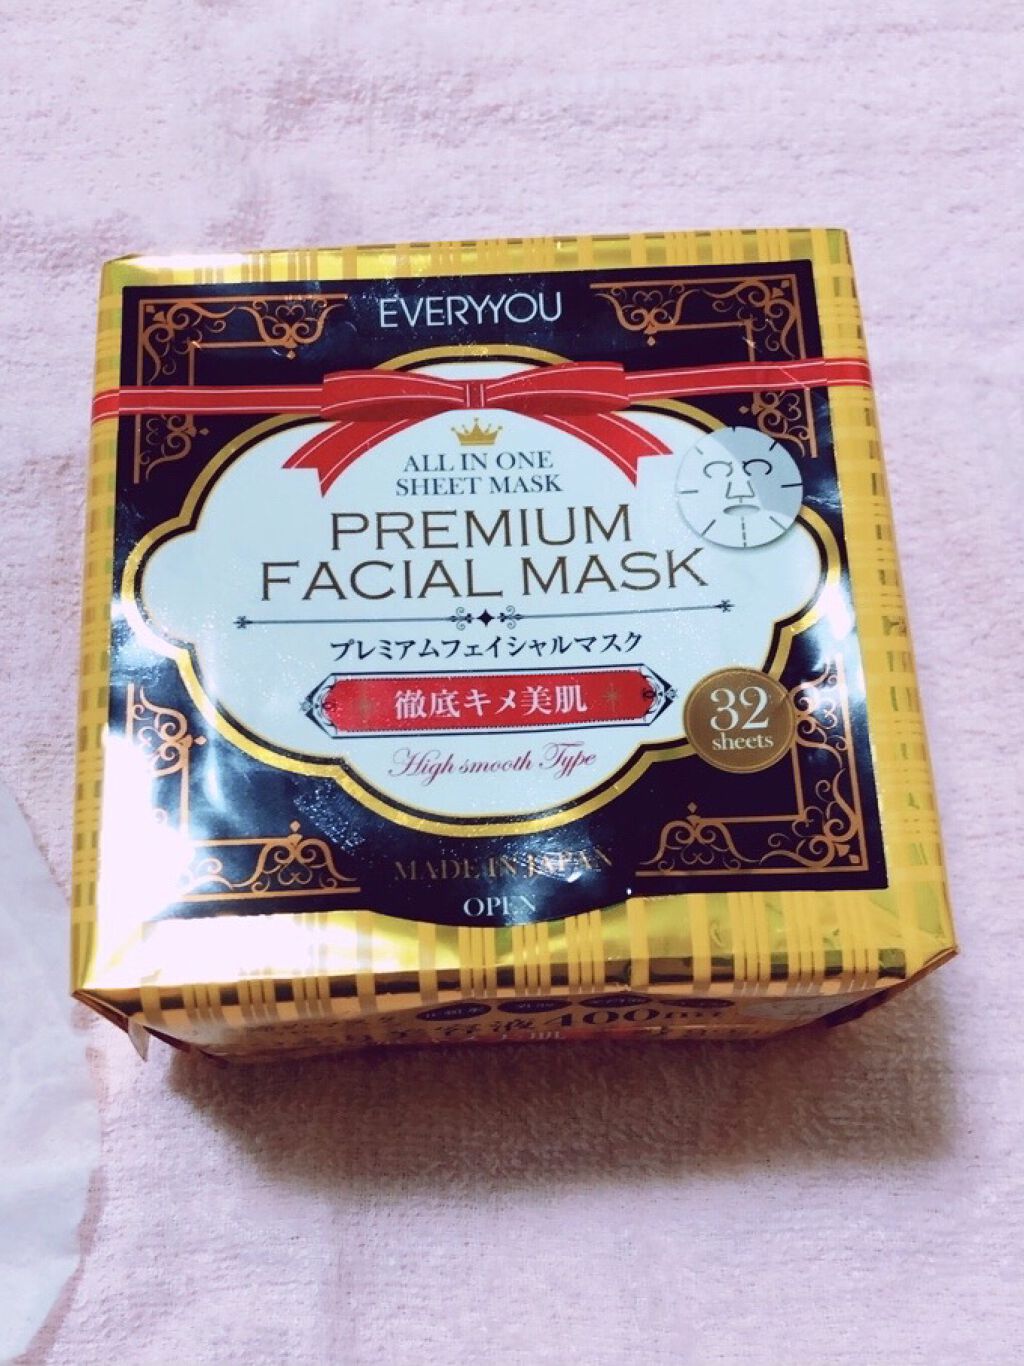 EVERYYOU
ALL IN ONE
SHEET MASK
PREMIUM
FACIAL MASK
プレミアムフェイシャルマスク
徹底キメ美肌
32
sheets
High smooth Type
MADE IN JAPAN
OPEN
400ml